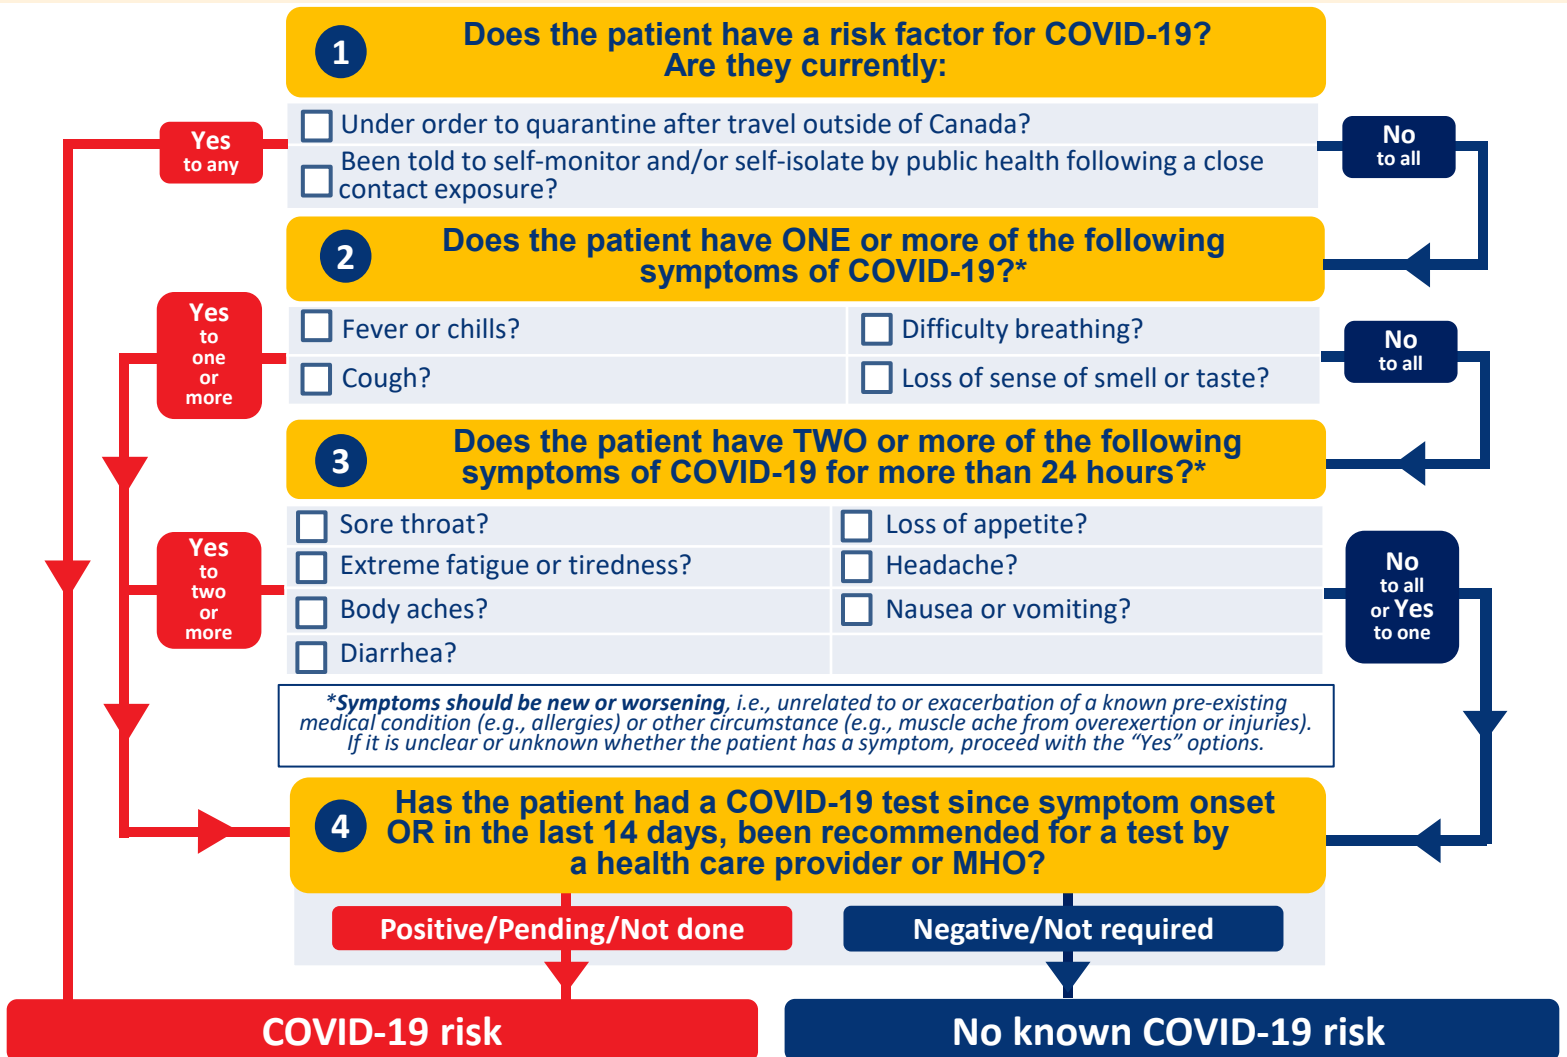 1
Does the patient have a risk factor for COVID-19?
Are they currently:
Yes
to any
Under order to quarantine after travel outside of Canada?
Been told to self-monitor and/or self-isolate by public health following a close
contact exposure?
No
to all
2
Does the patient have ONE or more of the following
symptoms of COVID-19?*
Yes
to
one
or
more
Fever or chills?
Difficulty breathing?
Cough?
Loss of sense of smell or taste?
No
to all
3
Does the patient have TWO or more of the following
symptoms of COVID-19 for more than 24 hours?*
Yes
to
two
or
more
Sore throat?
Loss of appetite?
Extreme fatigue or tiredness?
Headache?
Body aches?
Nausea or vomiting?
Diarrhea?
No
to all
or Yes
to one
*Symptoms should be new or worsening, i.e., unrelated to or exacerbation of a known pre-existing
medical condition (e.g., allergies) or other circumstance (e.g., muscle ache from overexertion or injuries).
If it is unclear or unknown whether the patient has a symptom, proceed with the “Yes” options.
4
Has the patient had a COVID-19 test since symptom onset
OR in the last 14 days, been recommended for a test by
a health care provider or MHO?
Positive/Pending/Not done
Negative/Not required
COVID-19 risk
No known COVID-19 risk